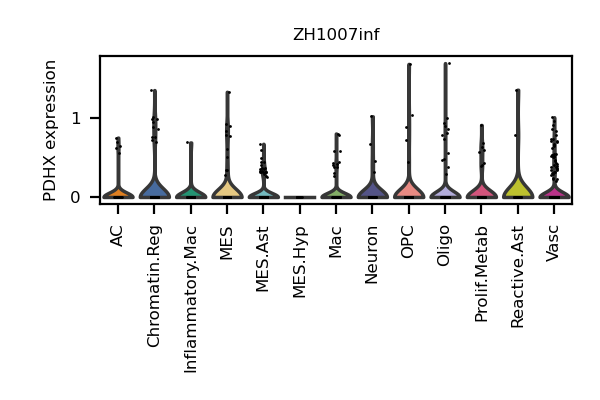 ZH1007inf
PDHX expression
1
0
AC
Chromatin.Reg
Inflammatory.Mac
MES
MES.Ast
MES.Hyp
Mac
Neuron
OPC
Oligo
Prolif.Metab
Reactive.Ast
Vasc